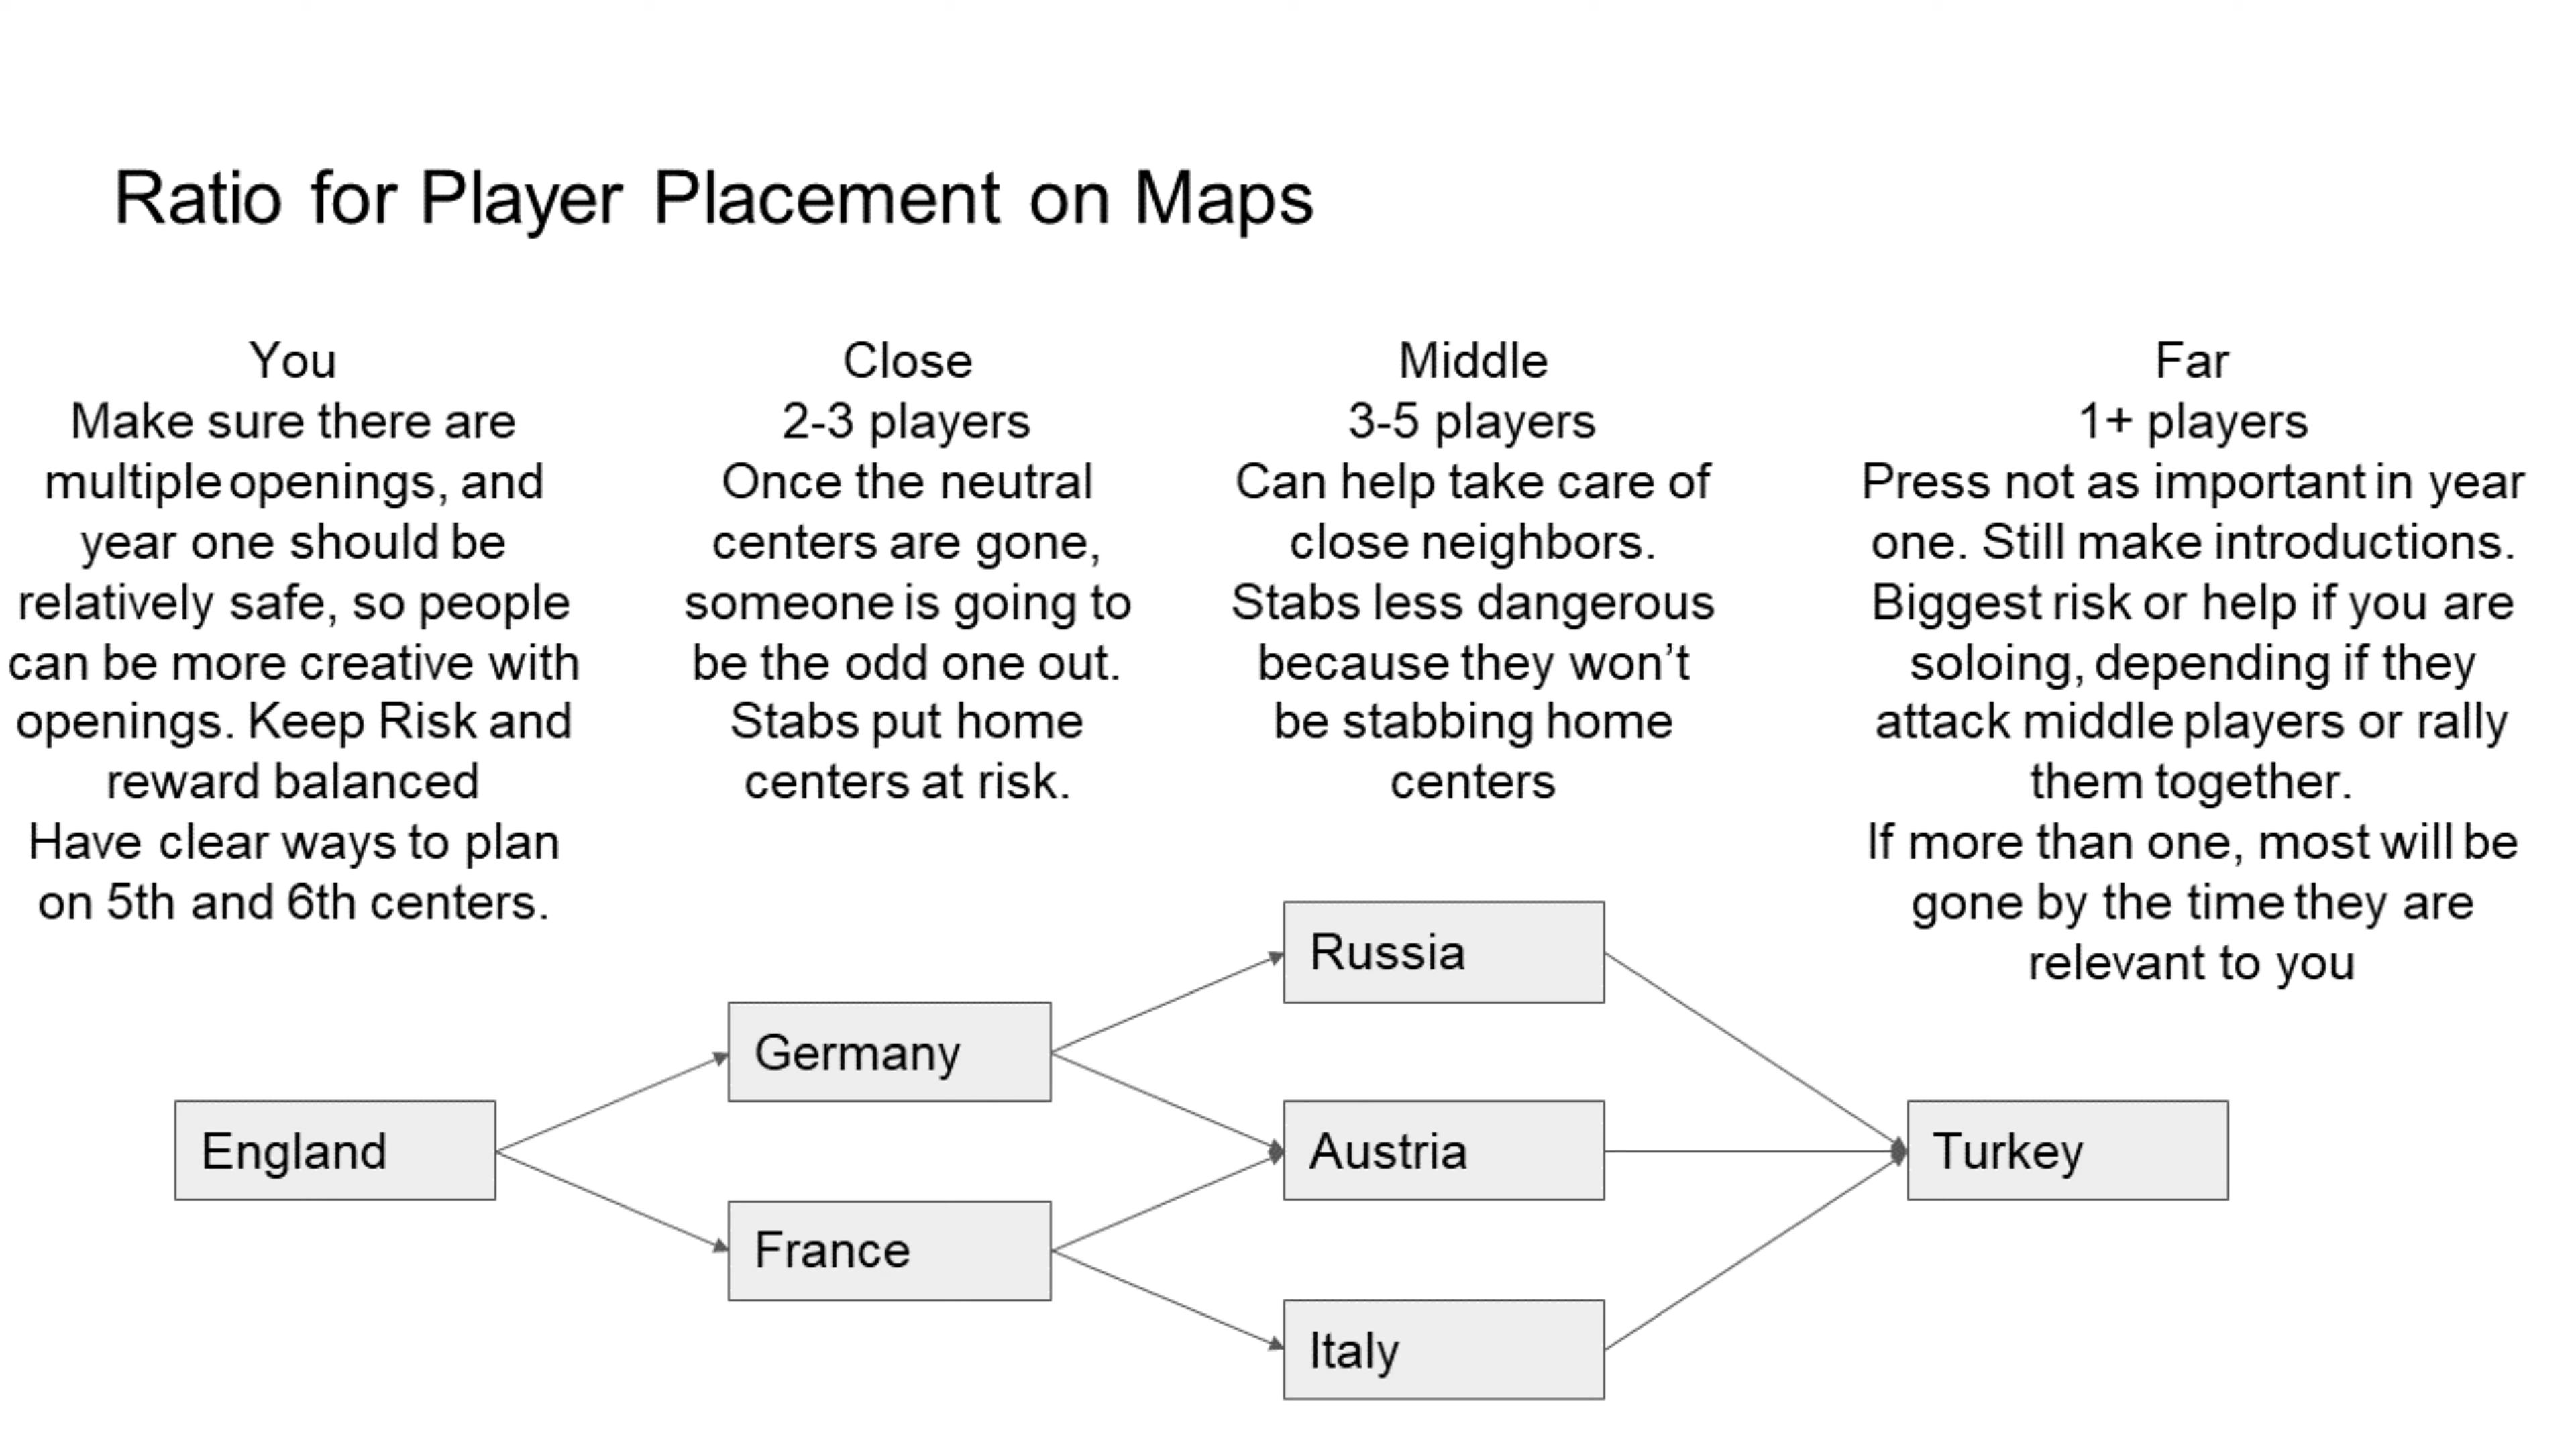 Ratio for Player Placement on Maps
You
Make sure there are
multiple openings, and
year one should be
relatively safe, so people
can be more creative with
openings. Keep Risk and
reward balanced
Have clear ways to plan
on 5th and 6th centers.
Close
2-3 players
Once the neutral
centers are gone,
someone is going to
be the odd one out.
Stabs put home
centers at risk.
Middle
3-5 players
Can help take care of
close neighbors.
Stabs less dangerous
because they won’t
be stabbing home
centers
Far
1+ players
Press not as important in year
one. Still make introductions.
Biggest risk or help if you are
soloing, depending if they
attack middle players or rally
them together.
If more than one, most will be
gone by the time they are
relevant to you
England
Germany
France
Russia
Austria
Italy
Turkey